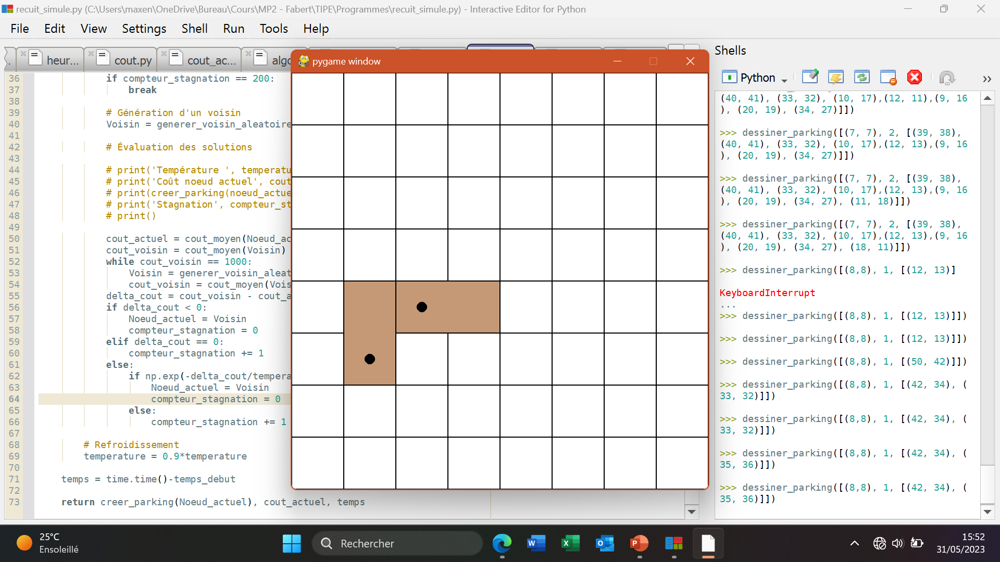 recuit_simule.py (C:\Users\maxen\OneDrive\Bureau\Cours\MP2 - Fabert\TIPE\Programmes\recuit_simule.py) - Interactive Editor for Python
File Edit View Settings Shell Run Tools Help
heur... cout.py cout_ac... algo
36 if compteur_stagnation == 200:
37 break
38
39 # Génération d'un voisin
40 Voisin = generer_voisin_aleatoire
41
42 # Évaluation des solutions
43
44 # print('Température ', temperatu
45 # print('Coût noeud actuel', cout
46 # print(creer_parking(noeud_actue
47 # print('Stagnation', compteur_st
48 # print()
49
50 cout_actuel = cout_moyen(Noeud_ac
51 cout_voisin = cout_moyen(Voisin)
52 while cout_voisin == 1000:
53 Voisin = generer_voisin_aleat
54 cout_voisin = cout_moyen(Vois
55 delta_cout = cout_voisin - cout_a
56 if delta_cout < 0:
57 Noeud_actuel = Voisin
58 compteur_stagnation = 0
59 elif delta_cout == 0:
60 compteur_stagnation += 1
61 else:
62 if np.exp(-delta_cout/tempera
63 Noeud_actuel = Voisin
64 compteur_stagnation = 0
65 else:
66 compteur_stagnation += 1
67
68 # Refroidissement
69 temperature = 0.9*temperature
70
71 temps = time.time()-temps_debut
72
73 return creer_parking(Noeud_actuel), cout_actuel, temps
pygame window
Shells
Python
(40, 41), (33, 32), (10, 17),(12, 11),(9, 16
), (20, 19), (34, 27)]])
>>> dessiner_parking([(7, 7), 2, [(39, 38),
(40, 41), (33, 32), (10, 17),(12, 13),(9, 16
), (20, 19), (34, 27)]])
>>> dessiner_parking([(7, 7), 2, [(39, 38),
(40, 41), (33, 32), (10, 17),(12, 13),(9, 16
), (20, 19), (34, 27), (11, 18)]])
>>> dessiner_parking([(7, 7), 2, [(39, 38),
(40, 41), (33, 32), (10, 17),(12, 13),(9, 16
), (20, 19), (34, 27), (18, 11)]])
>>> dessiner_parking([(8,8), 1, [(12, 13)]
KeyboardInterrupt
...
>>> dessiner_parking([(8,8), 1, [(12, 13)]])
>>> dessiner_parking([(8,8), 1, [(12, 13)]])
>>> dessiner_parking([(8,8), 1, [(50, 42)]])
>>> dessiner_parking([(8,8), 1, [(42, 34), (
33, 32)]])
>>> dessiner_parking([(8,8), 1, [(42, 34), (
33, 32)]])
>>> dessiner_parking([(8,8), 1, [(42, 34), (
35, 36)]])
>>> dessiner_parking([(8,8), 1, [(42, 34), (
35, 36)]])
25°C
Ensoleillé
Rechercher
15:52
31/05/2023